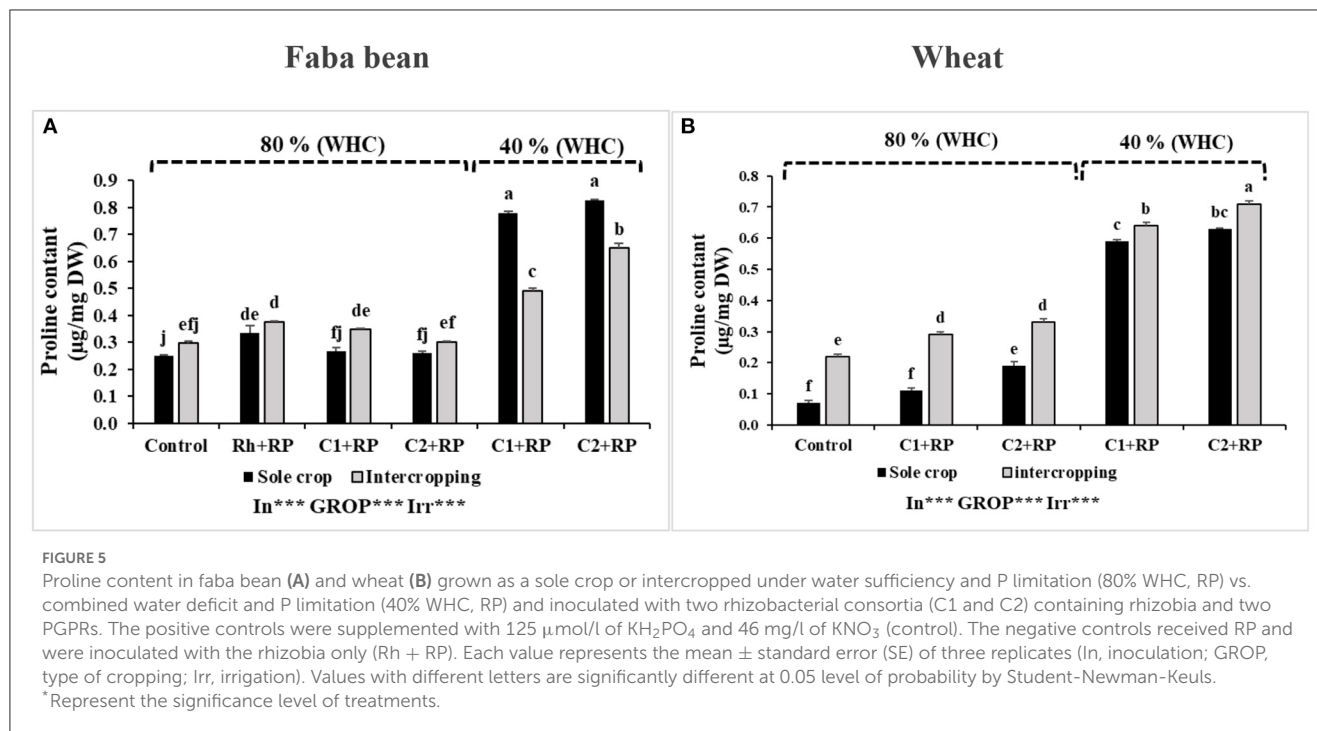 Faba bean
Wheat
A
80 % (WHC)
40 % (WHC)
Proline contant
(µg/mg DW)
0.9
0.8
0.7
0.6
0.5
0.4
0.3
0.2
0.1
0.0
j
efj
de
d
fj
de
fj
ef
a
c
a
b
Control
Rh+RP
C1+RP
C2+RP
C1+RP
C2+RP
Sole crop
Intercropping
In*** GROP*** Irr***
B
80 % (WHC)
40 % (WHC)
Proline contant
(µg/mg DW)
0.8
0.7
0.6
0.5
0.4
0.3
0.2
0.1
0.0
f
e
f
d
e
d
c
b
bc
a
Control
C1+RP
C2+RP
C1+RP
C2+RP
Sole crop
intercropping
In*** GROP*** Irr***
FIGURE 5
Proline content in faba bean (A) and wheat (B) grown as a sole crop or intercropped under water sufficiency and P limitation (80% WHC, RP) vs.
combined water deficit and P limitation (40% WHC, RP) and inoculated with two rhizobacterial consortia (C1 and C2) containing rhizobia and two
PGPRs. The positive controls were supplemented with 125 µmol/l of KH₂PO₄ and 46 mg/l of KNO₃ (control). The negative controls received RP and
were inoculated with the rhizobia only (Rh + RP). Each value represents the mean ± standard error (SE) of three replicates (In, inoculation; GROP,
type of cropping; Irr, irrigation). Values with different letters are significantly different at 0.05 level of probability by Student-Newman-Keuls.
*Represent the significance level of treatments.